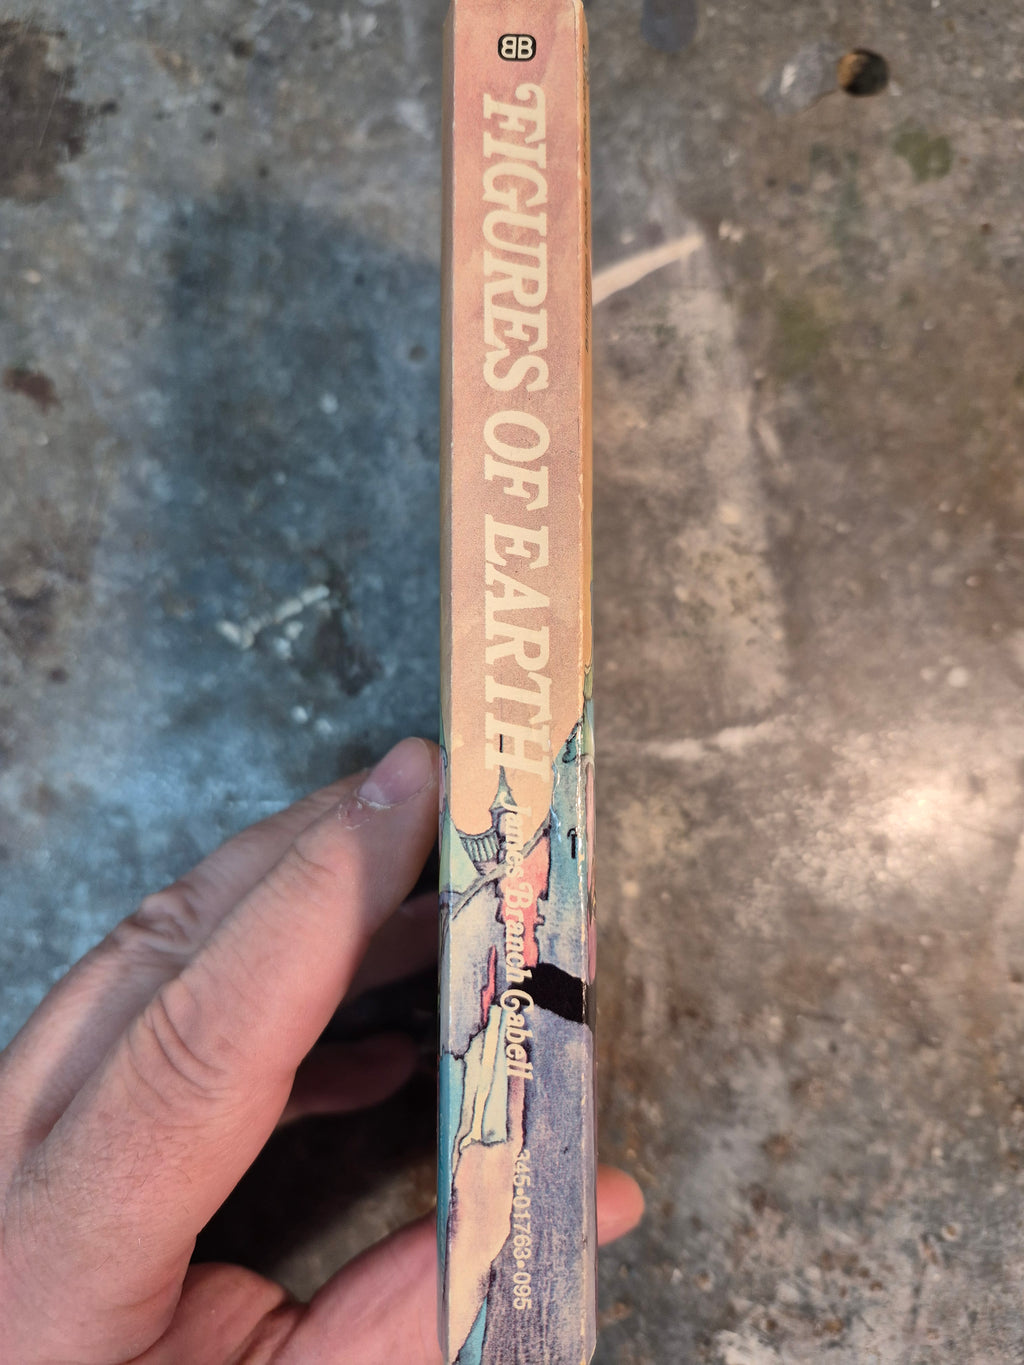 BB
FIGURES OF EARTH
James Branch Cabell
345·01763·095